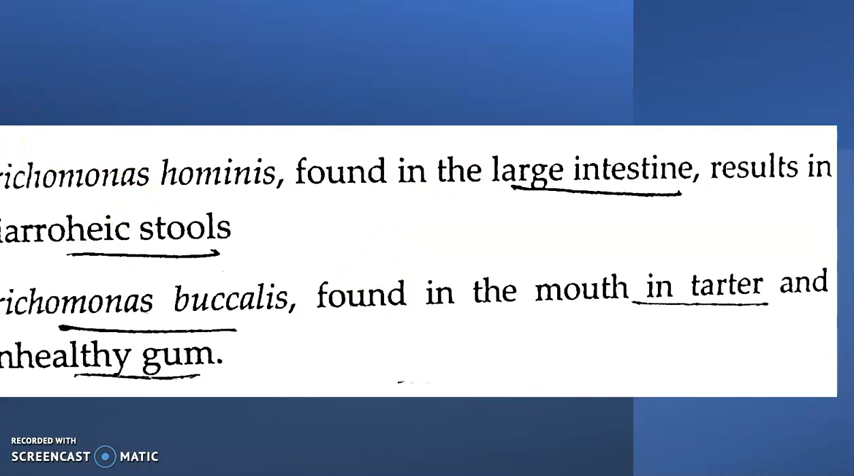 richomonas hominis, found in the large intestine, results in
iarroheic stools
richomonas buccalis, found in the mouth in tarter and
nhealthy gum.
RECORDED WITH
SCREENCAST MATIC